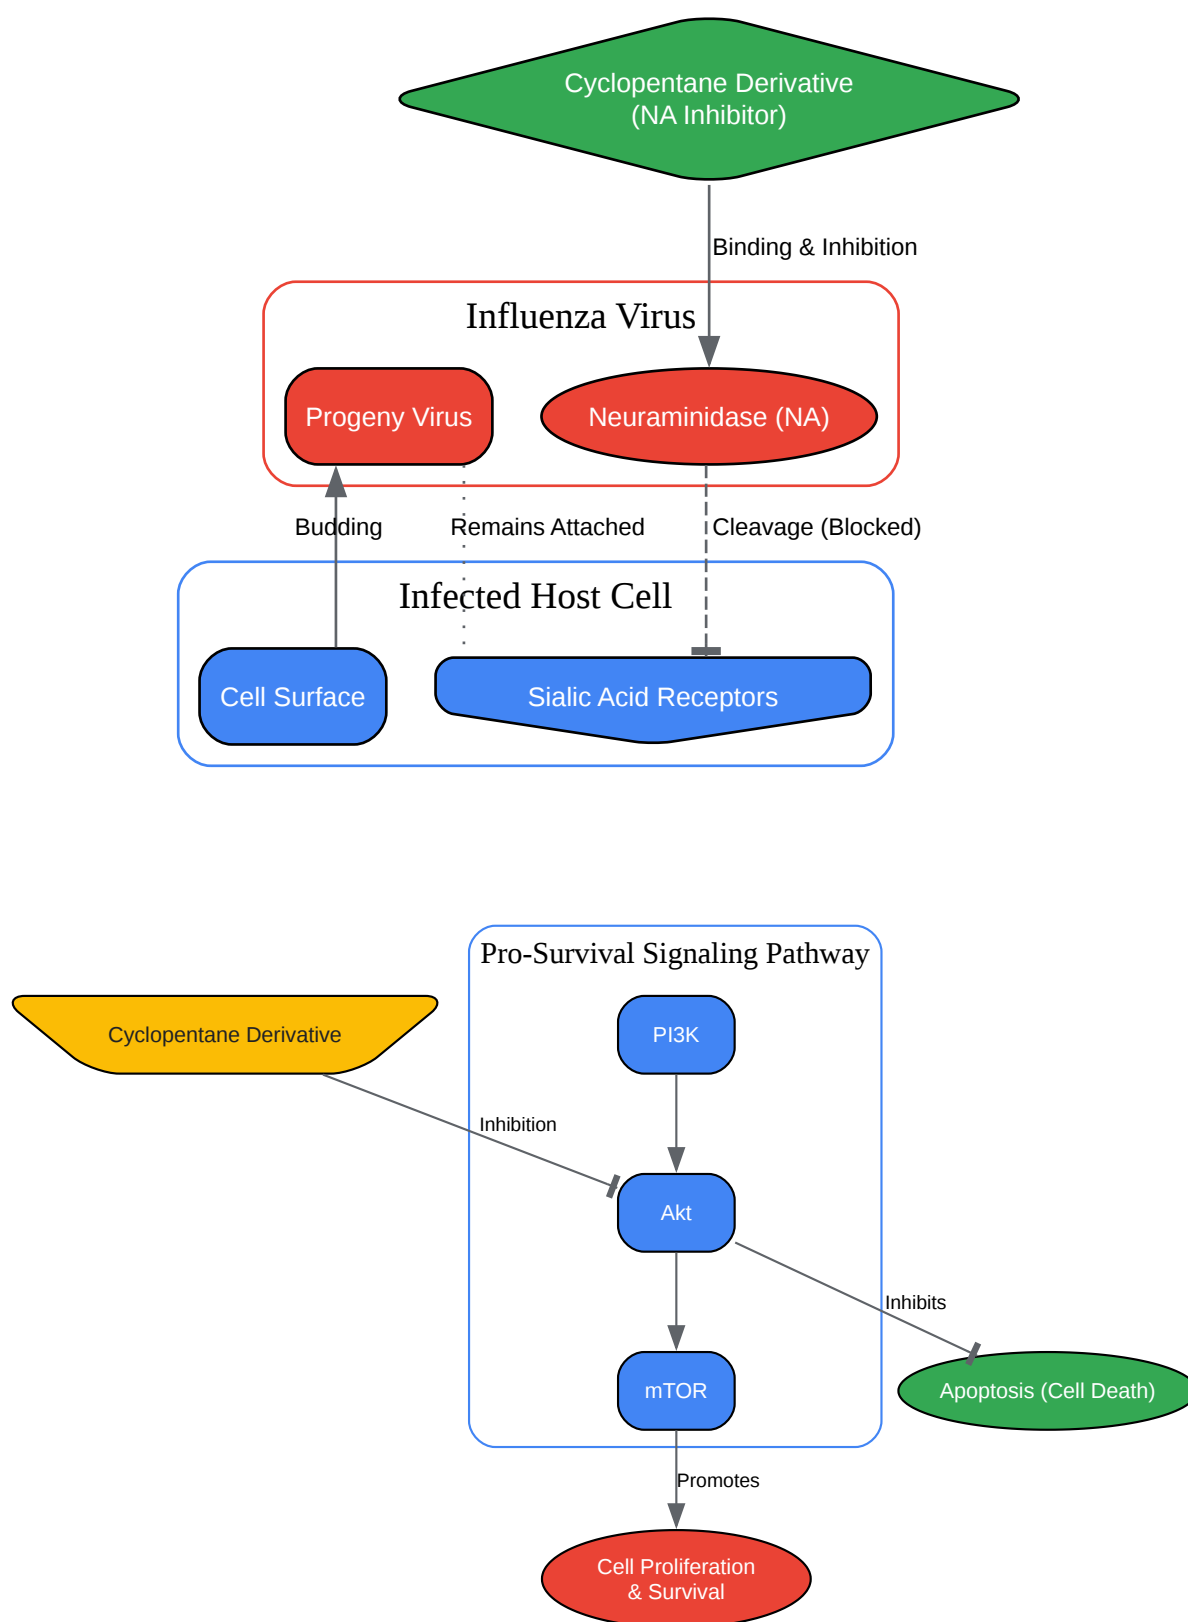 Cyclopentane Derivative
(NA Inhibitor)
Binding & Inhibition
Influenza Virus
Progeny Virus
Neuraminidase (NA)
Budding
Remains Attached
Cleavage (Blocked)
Infected Host Cell
Cell Surface
Sialic Acid Receptors
Pro-Survival Signaling Pathway
Cyclopentane Derivative
PI3K
Inhibition
Akt
Inhibits
mTOR
Apoptosis (Cell Death)
Promotes
Cell Proliferation
& Survival